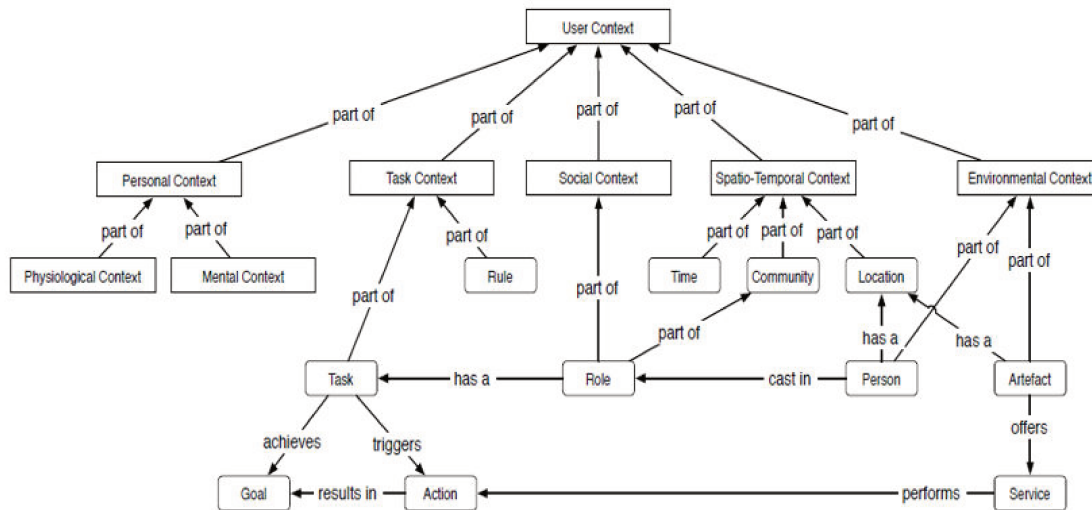 User Context
part of
part of
part of
part of
part of
Personal Context
Task Context
Social Context
Spatio-Temporal Context
Environmental Context
part of
part of
part of
part of
part of
part of
part of
part of
Physiological Context
Mental Context
Rule
Time
Community
Location
part of
part of
part of
has a
has a
Task
has a
Role
cast in
Person
Artefact
achieves
triggers
offers
Goal
results in
Action
performs
Service